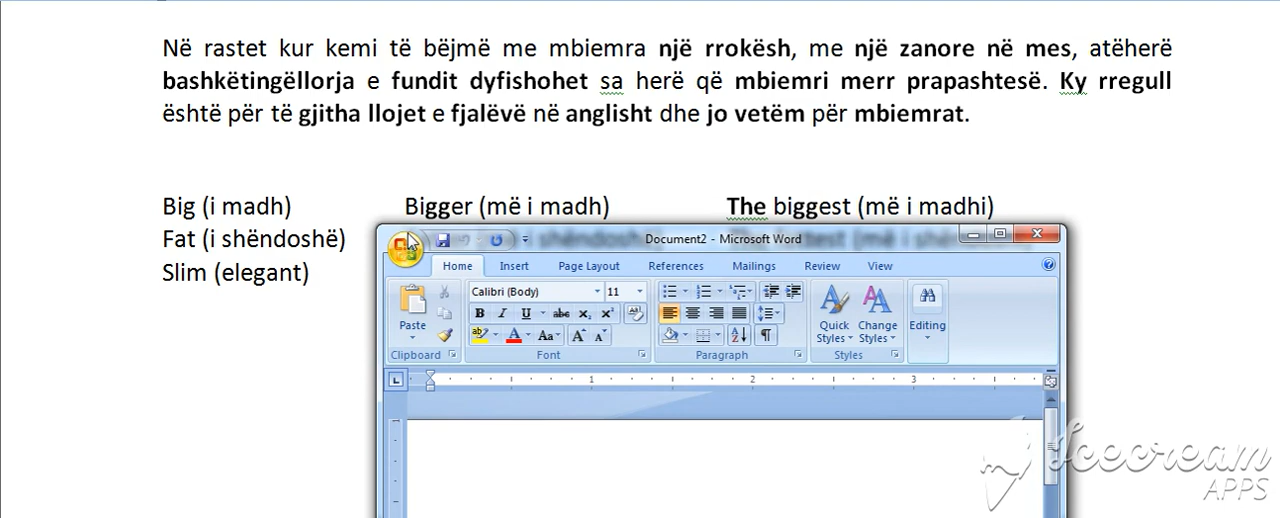 Në rastet kur kemi të bëjmë me mbiemra një rrokësh, me një zanore në mes, atëherë
bashkëtingëllorja e fundit dyfishohet sa herë që mbiemri merr prapashtesë. Ky rregull
është për të gjitha llojet e fjalëvë në anglisht dhe jo vetëm për mbiemrat.
Big (i madh) Bigger (më i madh) The biggest (më i madhi)
Fat (i shëndoshë)
Slim (elegant)
Document2 - Microsoft Word
Home Insert Page Layout References Mailings Review View
Calibri (Body) 11
Paste
Quick Styles
Change Styles
Editing
Clipboard Font Paragraph Styles
1 2 3
Icecream
APPS